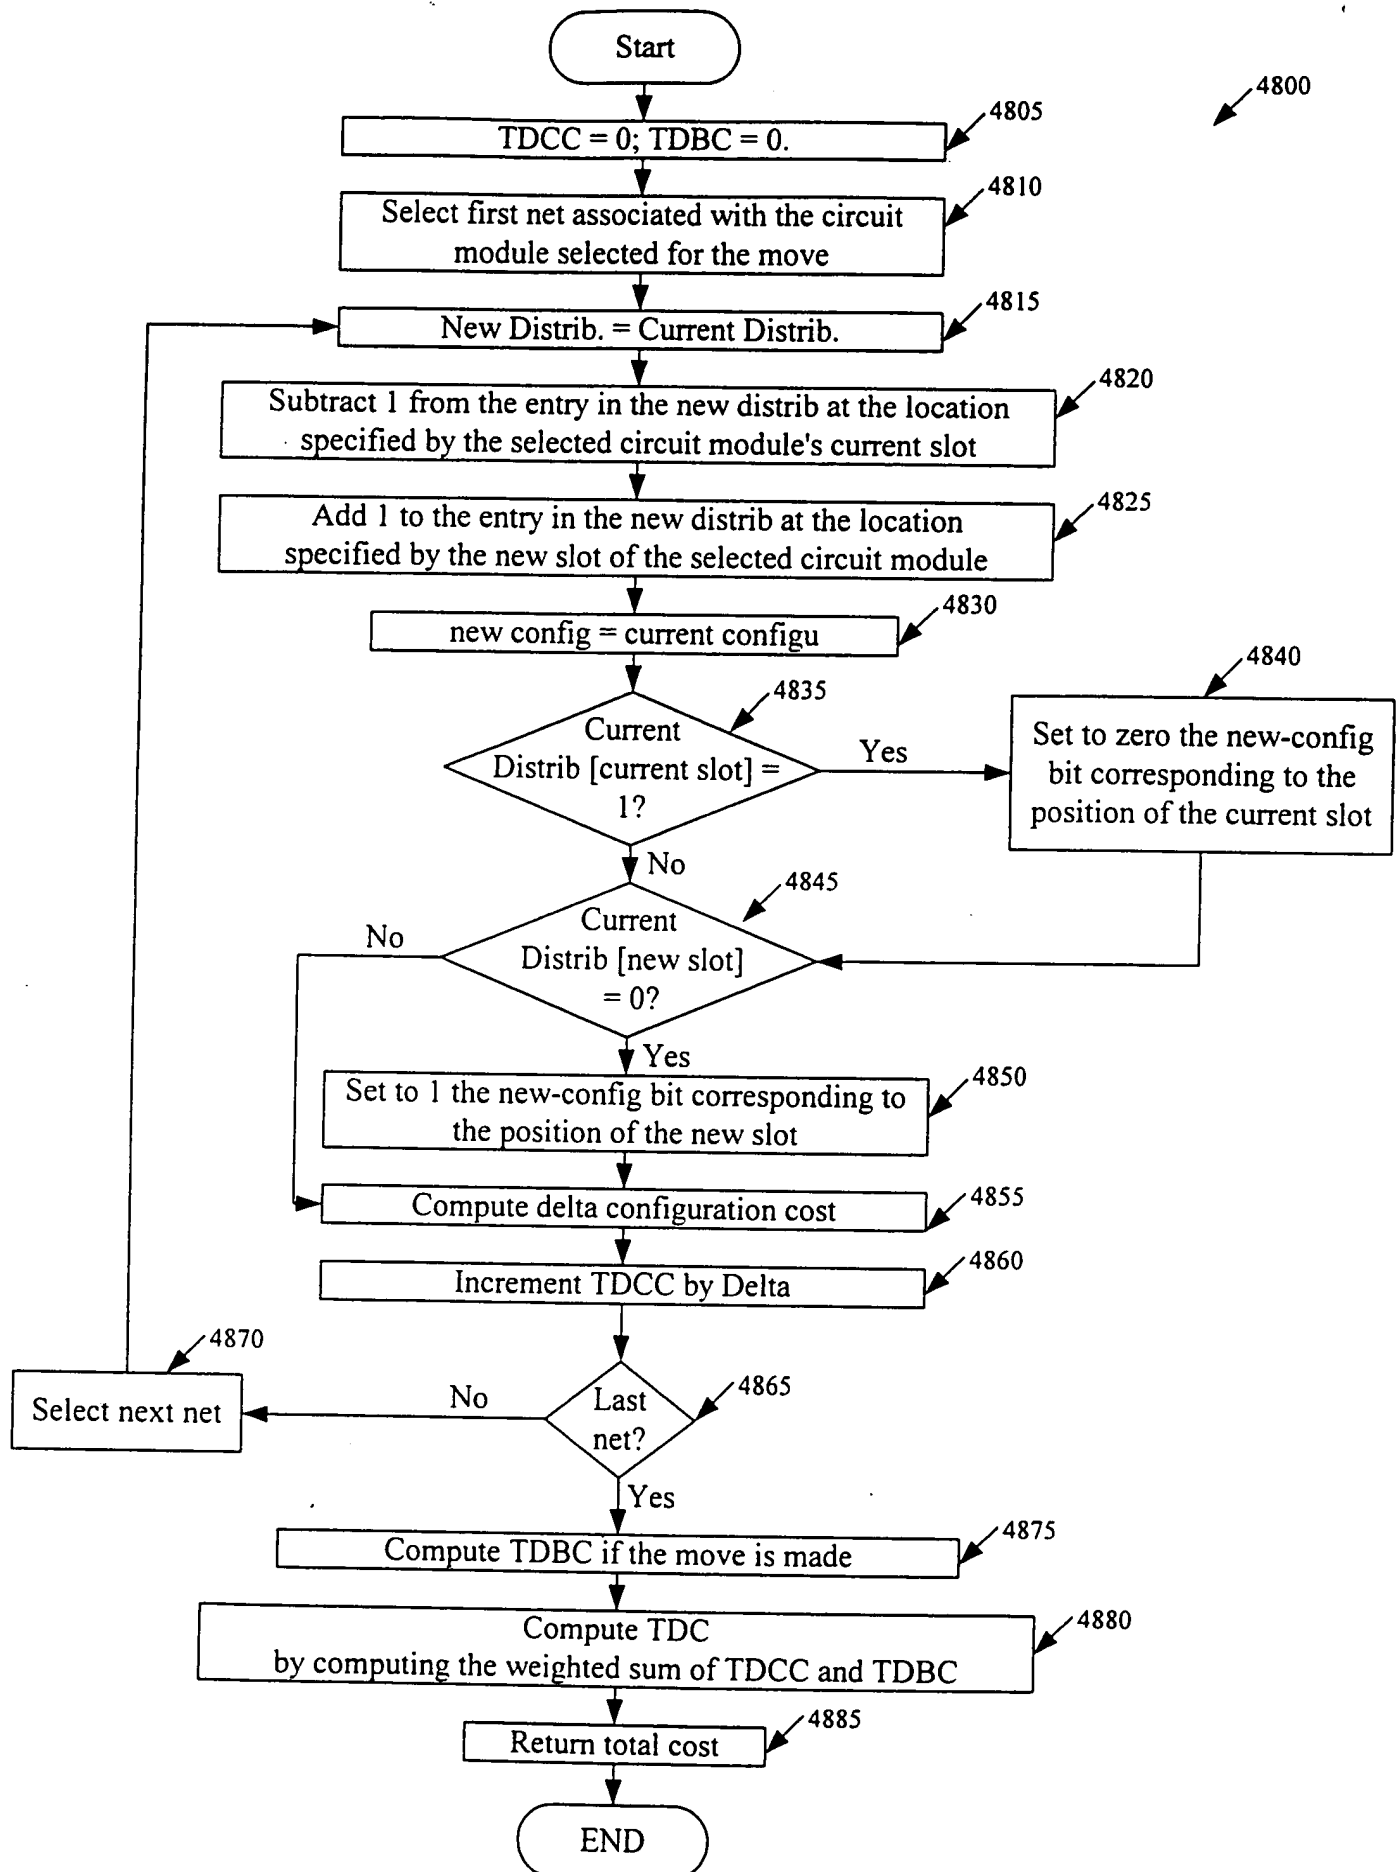 Start
4800
4805
TDCC = 0; TDBC = 0.
4810
Select first net associated with the circuit
module selected for the move
4815
New Distrib. = Current Distrib.
4820
Subtract 1 from the entry in the new distrib at the location
specified by the selected circuit module's current slot
4825
Add 1 to the entry in the new distrib at the location
specified by the new slot of the selected circuit module
4830
new config = current configu
4835
Current
Distrib [current slot] =
1?
Yes
4840
Set to zero the new-config
bit corresponding to the
position of the current slot
No
4845
Current
Distrib [new slot]
= 0?
No
Yes
4850
Set to 1 the new-config bit corresponding to
the position of the new slot
4855
Compute delta configuration cost
4860
Increment TDCC by Delta
4865
Last
net?
No
4870
Select next net
Yes
4875
Compute TDBC if the move is made
4880
Compute TDC
by computing the weighted sum of TDCC and TDBC
4885
Return total cost
END